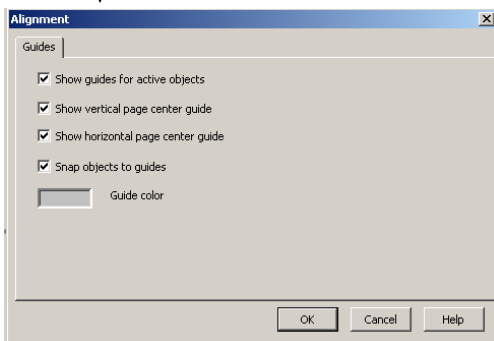 Alignment
Guides
Show guides for active objects
Show vertical page center guide
Show horizontal page center guide
Snap objects to guides
Guide color
OK Cancel Help